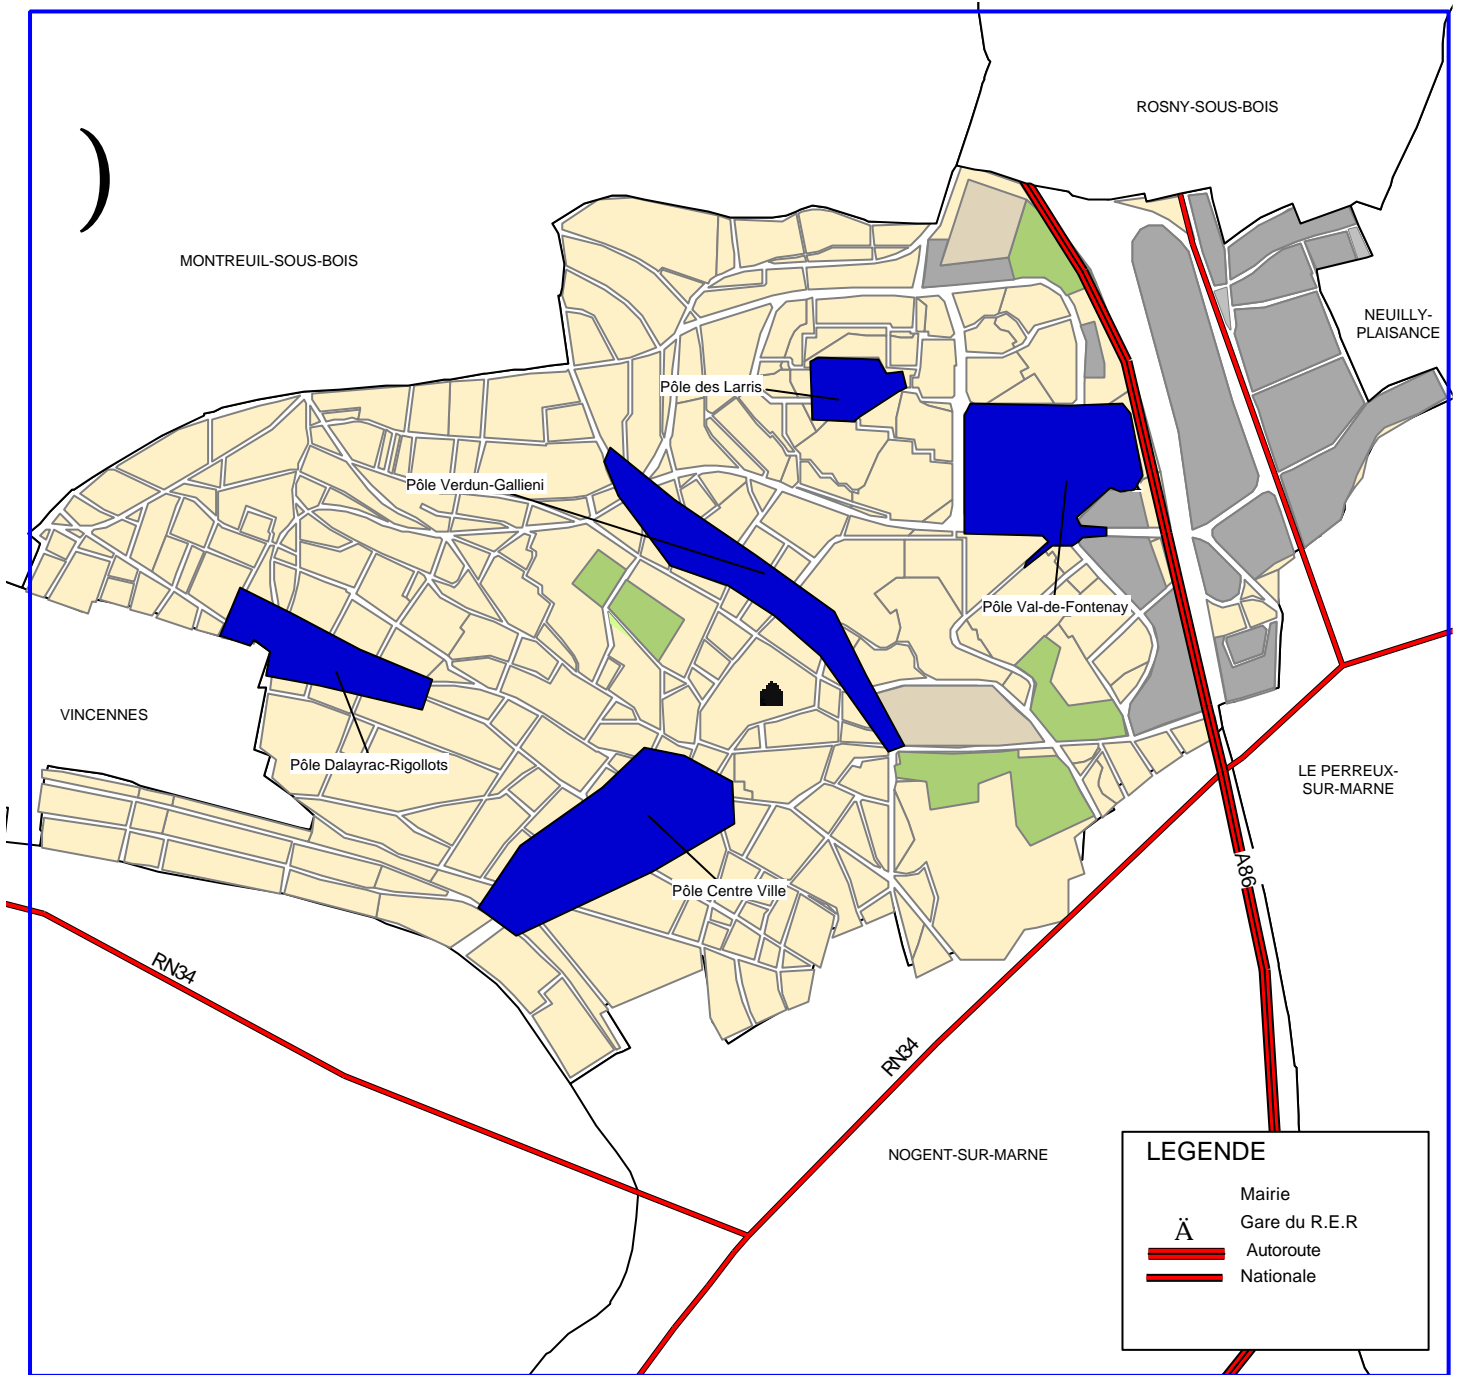 ROSNY-SOUS-BOIS
)
MONTREUIL-SOUS-BOIS
NEUILLY-
PLAISANCE
Pôle des Larris
Pôle Verdun-Gallieni
Pôle Val-de-Fontenay
VINCENNES
Pôle Dalayrac-Rigollots
LE PERREUX-
SUR-MARNE
A86
Pôle Centre Ville
RN34
RN34
NOGENT-SUR-MARNE
LEGENDE
Mairie
Ä Gare du R.E.R
Autoroute
Nationale